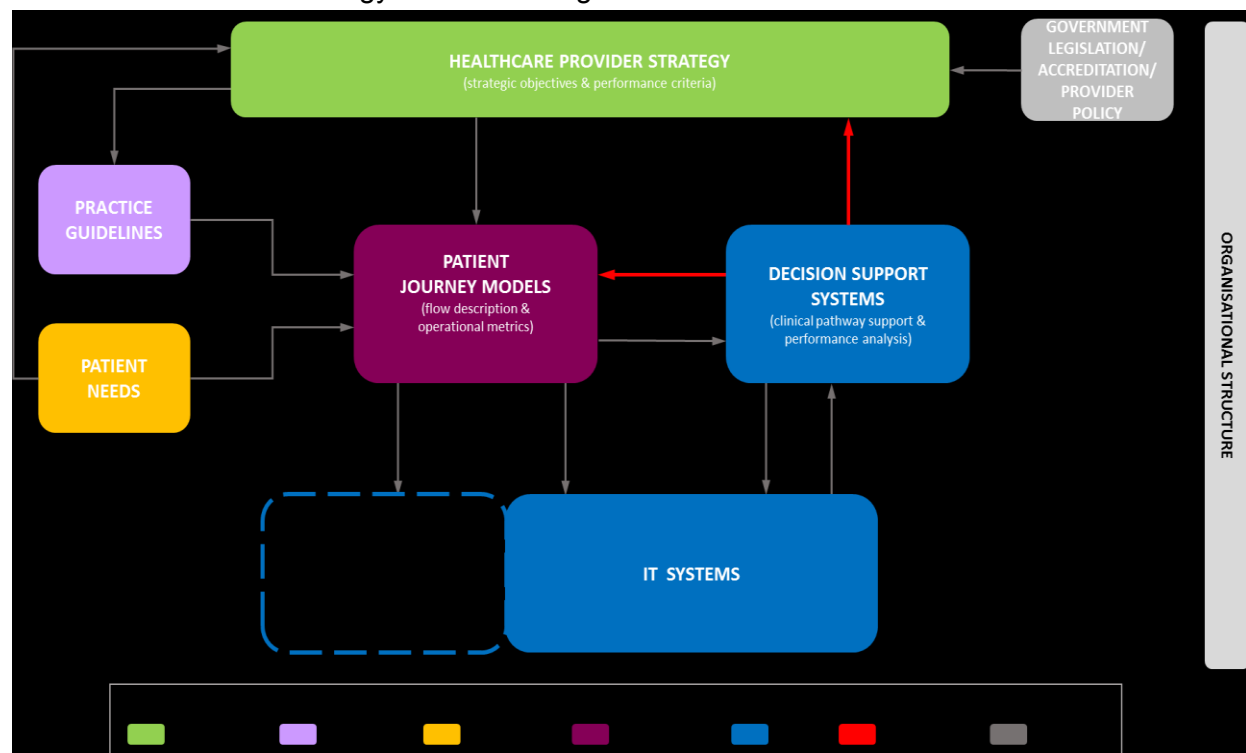 HEALTHCARE PROVIDER STRATEGY
(strategic objectives & performance criteria)
GOVERNMENT
LEGISLATION/
ACCREDITATION/
PROVIDER
POLICY
PRACTICE
GUIDELINES
PATIENT
JOURNEY MODELS
(flow description &
operational metrics)
DECISION SUPPORT
SYSTEMS
(clinical pathway support &
performance analysis)
PATIENT
NEEDS
ORGANISATIONAL STRUCTURE
IT SYSTEMS